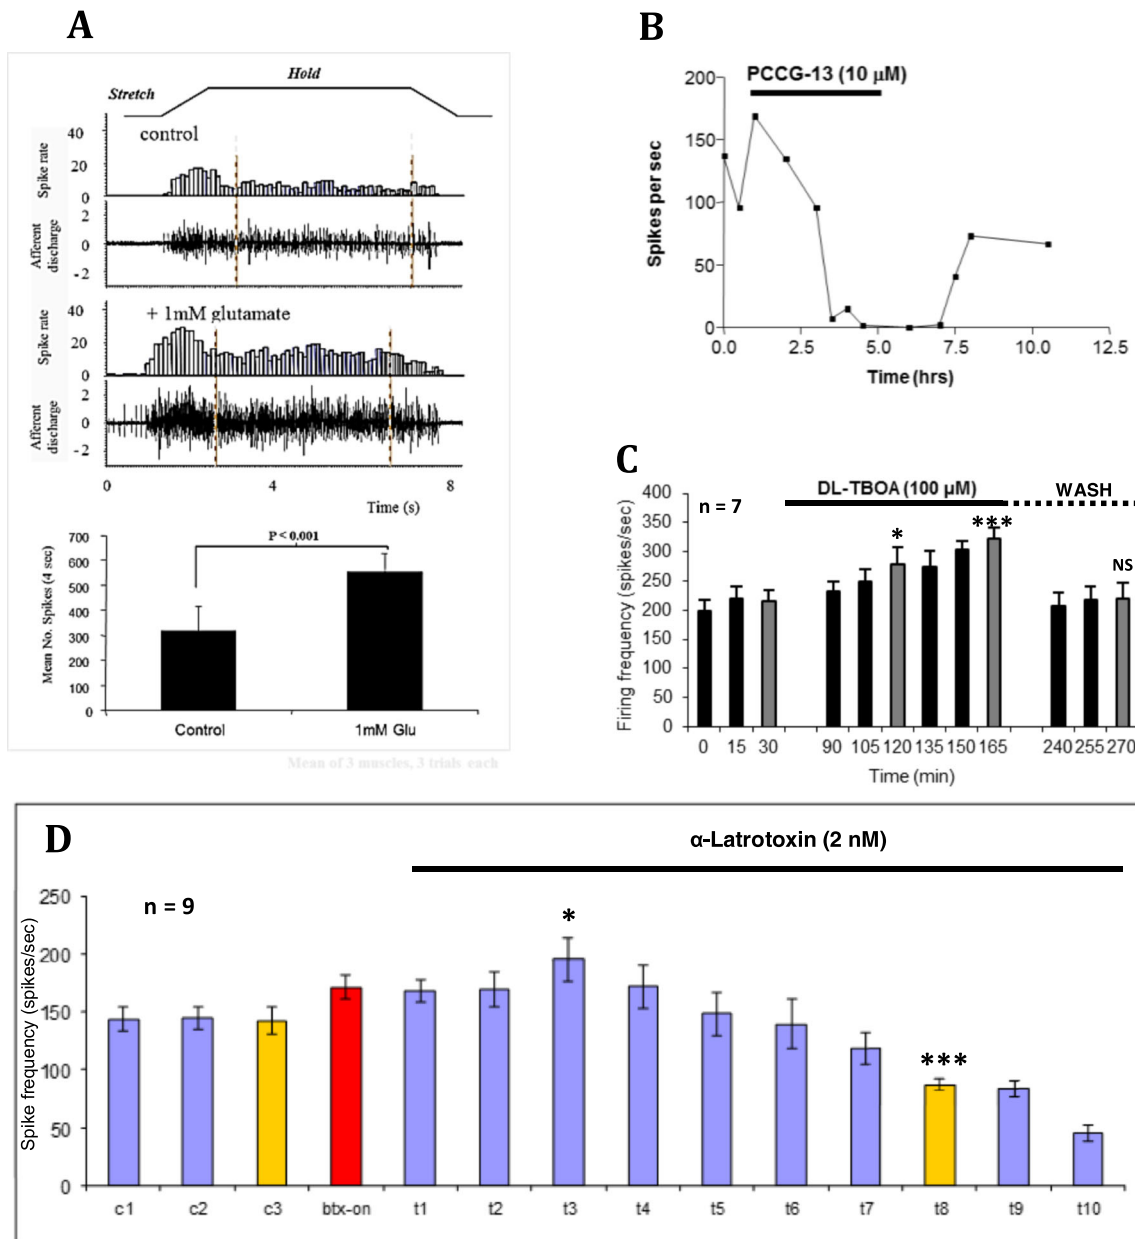 A
Hold
Stretch
control
40
20
0
Spike rate
2
0
-2
Afferent
discharge
+ 1mM glutamate
40
20
0
Spike rate
2
0
-2
Afferent
discharge
0
4
8
Time (s)
P < 0.001
700
600
500
400
300
200
100
0
Mean No. Spikes (4 sec)
Control
1mM Glu
Mean of 3 muscles, 3 trials each
B
PCCG-13 (10 µM)
200
150
100
50
0
Spikes per sec
0.0
2.5
5.0
7.5
10.0
12.5
Time (hrs)
C
DL-TBOA (100 µM)
WASH
n = 7
*
***
NS
400
350
300
250
200
150
100
50
0
Firing frequency (spikes/sec)
0 15 30 90 105 120 135 150 165 240 255 270
Time (min)
D
α-Latrotoxin (2 nM)
n = 9
*
***
250
200
150
100
50
0
Spike frequency (spikes/sec)
c1 c2 c3 btx-on t1 t2 t3 t4 t5 t6 t7 t8 t9 t10